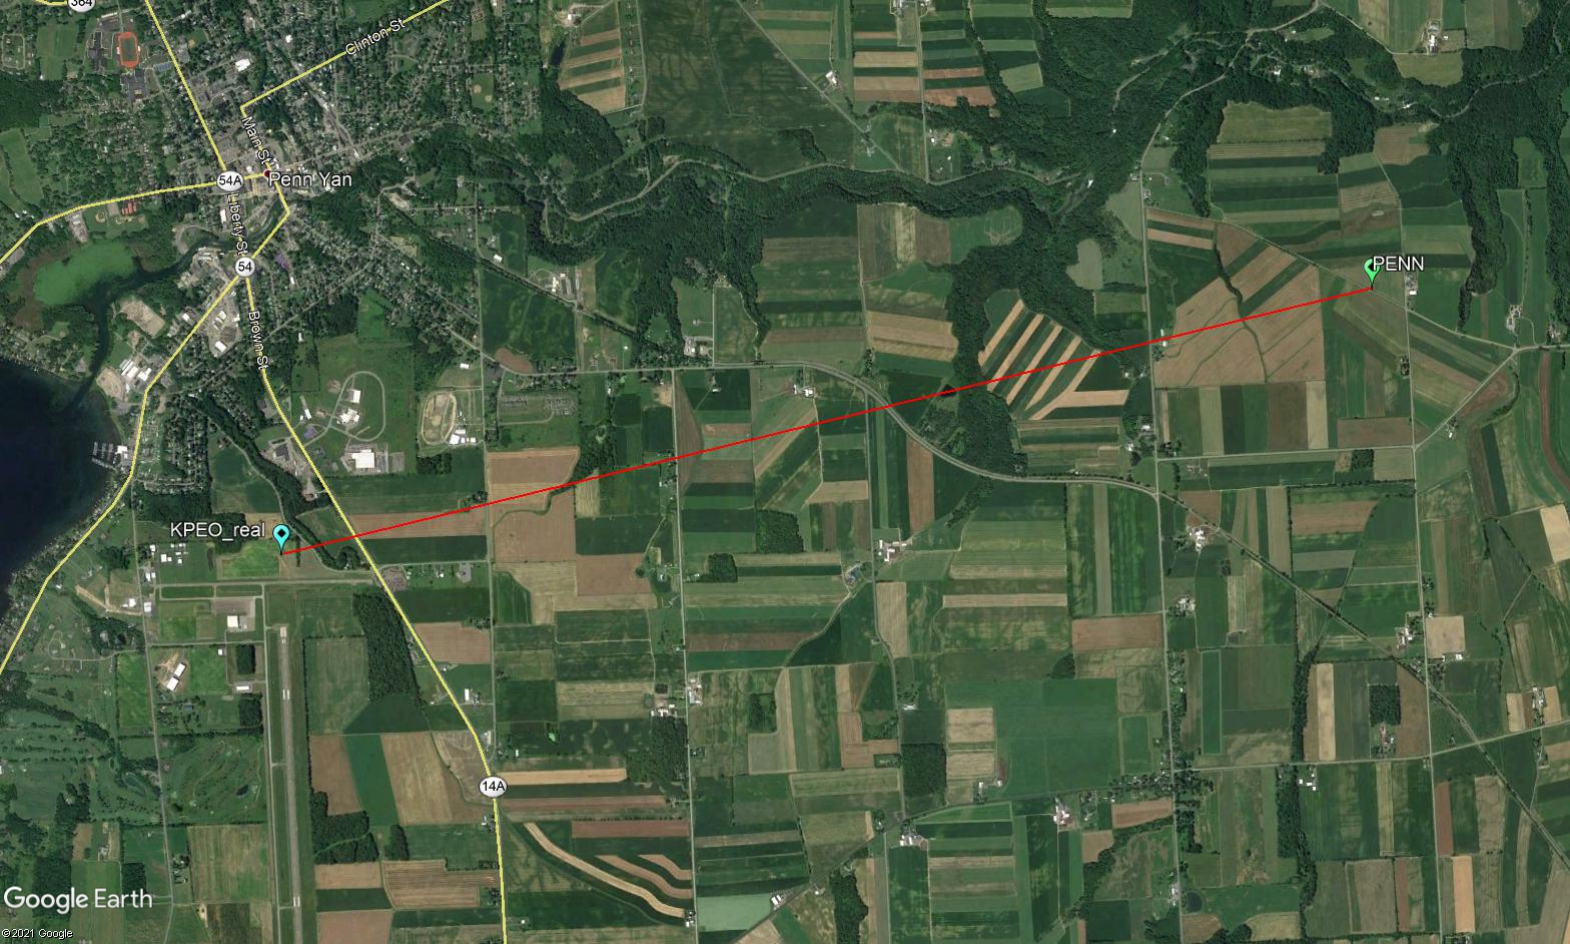 364
Clinton St
Main St
54A
Penn Yan
Liberty St
54
Brown St
PENN
KPEO_real
14A
Google Earth
©2021 Google